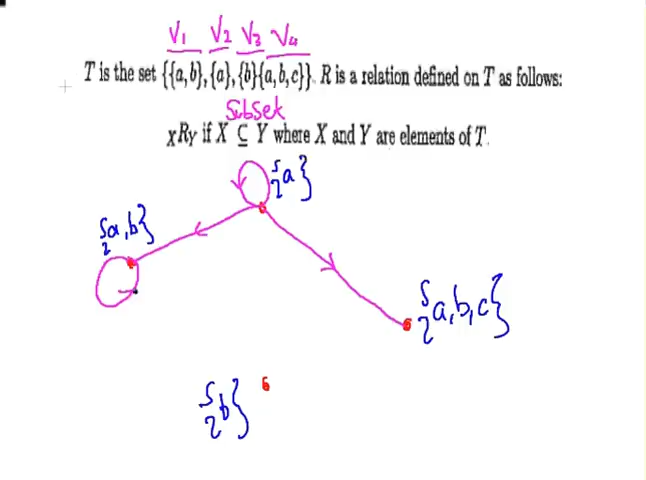 V1 V2 V3 V4
T is the set {{a, b}, {a}, {b}{a, b, c}}. R is a relation defined on T as follows:
Subset
xRy if X ⊆ Y where X and Y are elements of T.
{a}
{a,b}
{a,b,c}
{b}